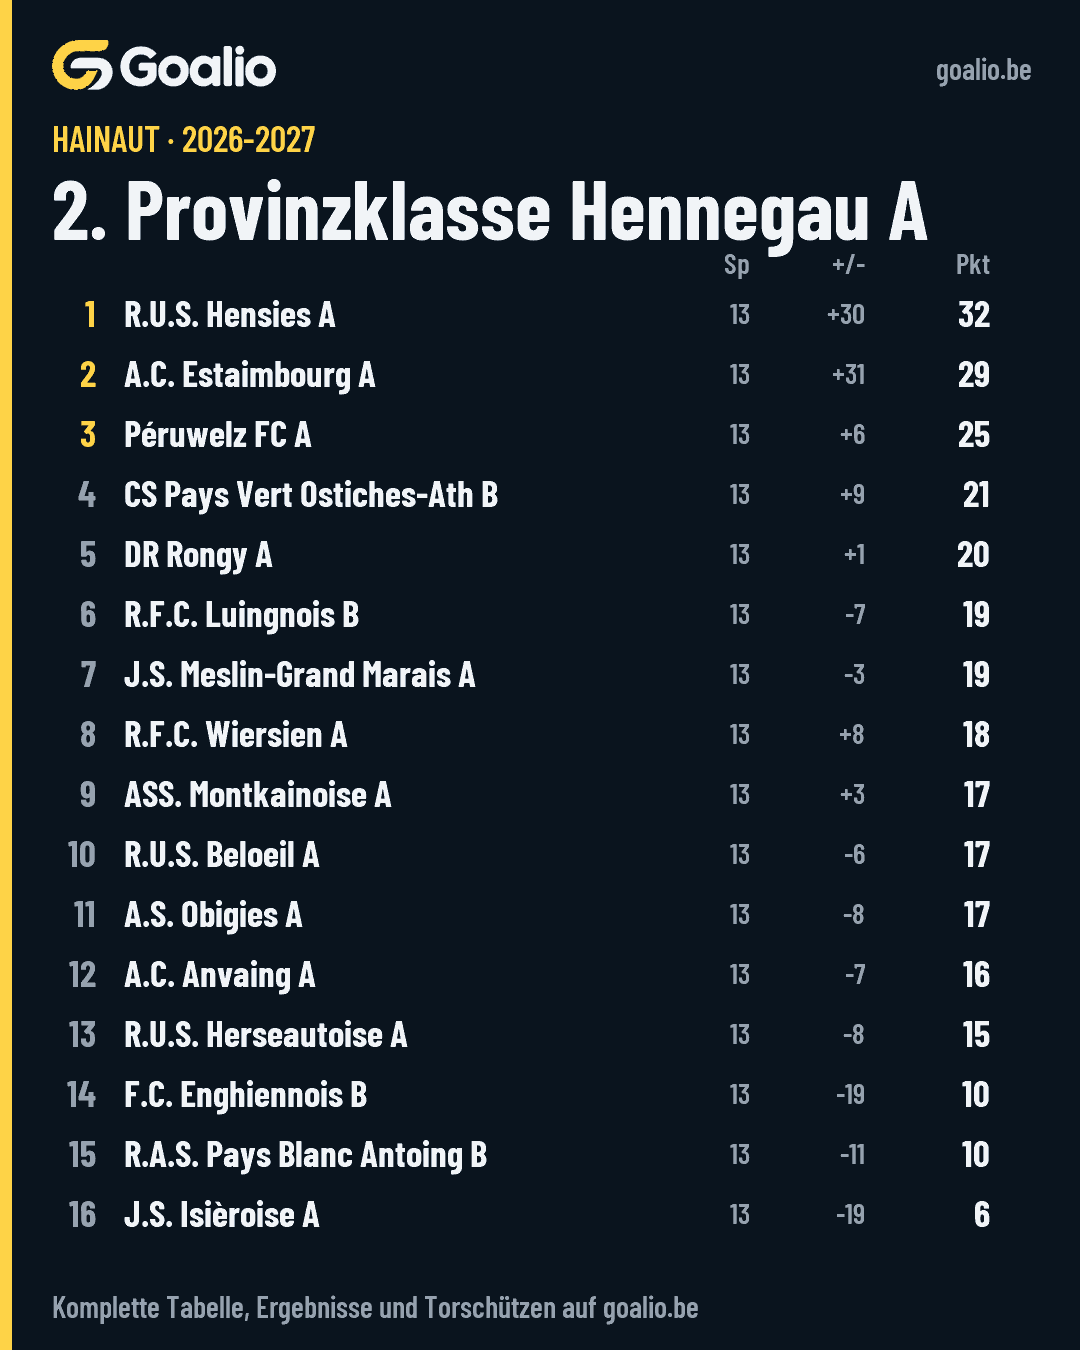 Goalio
goalio.be
HAINAUT · 2026-2027
2. Provinzklasse Hennegau A
Sp +/- Pkt
1 R.U.S. Hensies A 13 +30 32
2 A.C. Estaimbourg A 13 +31 29
3 Péruwelz FC A 13 +6 25
4 CS Pays Vert Ostiches-Ath B 13 +9 21
5 DR Rongy A 13 +1 20
6 R.F.C. Luingnois B 13 -7 19
7 J.S. Meslin-Grand Marais A 13 -3 19
8 R.F.C. Wiersien A 13 +8 18
9 ASS. Montkainoise A 13 +3 17
10 R.U.S. Beloeil A 13 -6 17
11 A.S. Obigies A 13 -8 17
12 A.C. Anvaing A 13 -7 16
13 R.U.S. Herseautoise A 13 -8 15
14 F.C. Enghiennois B 13 -19 10
15 R.A.S. Pays Blanc Antoing B 13 -11 10
16 J.S. Isièroise A 13 -19 6
Komplette Tabelle, Ergebnisse und Torschützen auf goalio.be